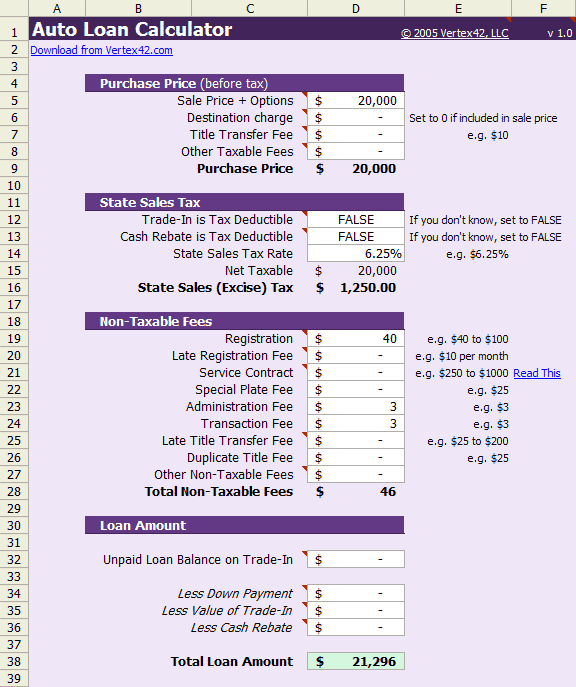 A B C D E F
1 Auto Loan Calculator © 2005 Vertex42, LLC v 1.0
2 Download from Vertex42.com
3
4 Purchase Price (before tax)
5 Sale Price + Options $ 20,000
6 Destination charge $ - Set to 0 if included in sale price
7 Title Transfer Fee $ - e.g. $10
8 Other Taxable Fees $ -
9 Purchase Price $ 20,000
10
11 State Sales Tax
12 Trade-In is Tax Deductible FALSE If you don't know, set to FALSE
13 Cash Rebate is Tax Deductible FALSE If you don't know, set to FALSE
14 State Sales Tax Rate 6.25% e.g. $6.25%
15 Net Taxable $ 20,000
16 State Sales (Excise) Tax $ 1,250.00
17
18 Non-Taxable Fees
19 Registration $ 40 e.g. $40 to $100
20 Late Registration Fee $ - e.g. $10 per month
21 Service Contract $ - e.g. $250 to $1000 Read This
22 Special Plate Fee $ - e.g. $25
23 Administration Fee $ 3 e.g. $3
24 Transaction Fee $ 3 e.g. $3
25 Late Title Transfer Fee $ - e.g. $25 to $200
26 Duplicate Title Fee $ - e.g. $25
27 Other Non-Taxable Fees $ -
28 Total Non-Taxable Fees $ 46
29
30 Loan Amount
31
32 Unpaid Loan Balance on Trade-In $ -
33
34 Less Down Payment $ -
35 Less Value of Trade-In $ -
36 Less Cash Rebate $ -
37
38 Total Loan Amount $ 21,296
39